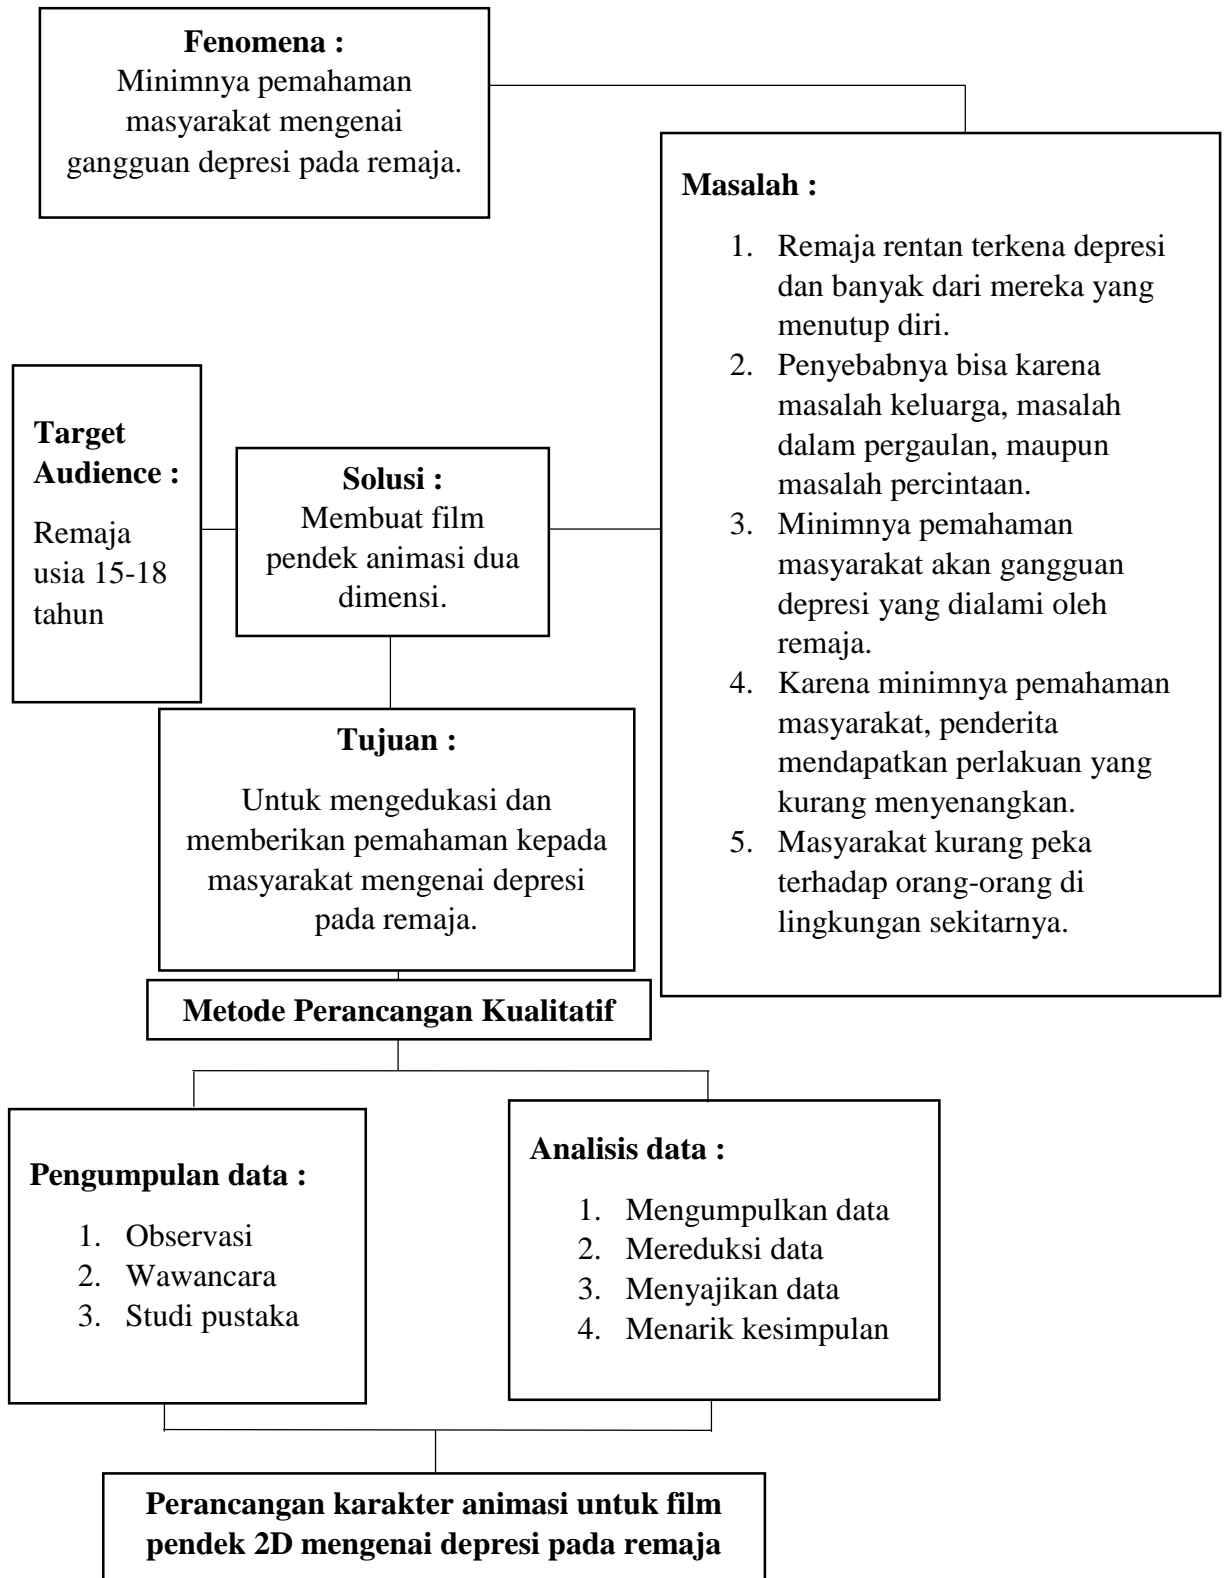 Fenomena :
Minimnya pemahaman
masyarakat mengenai
gangguan depresi pada remaja.
Masalah :
1. Remaja rentan terkena depresi
dan banyak dari mereka yang
menutup diri.
2. Penyebabnya bisa karena
masalah keluarga, masalah
dalam pergaulan, maupun
masalah percintaan.
3. Minimnya pemahaman
masyarakat akan gangguan
depresi yang dialami oleh
remaja.
4. Karena minimnya pemahaman
masyarakat, penderita
mendapatkan perlakuan yang
kurang menyenangkan.
5. Masyarakat kurang peka
terhadap orang-orang di
lingkungan sekitarnya.
Target
Audience :
Remaja
usia 15-18
tahun
Solusi :
Membuat film
pendek animasi dua
dimensi.
Tujuan :
Untuk mengedukasi dan
memberikan pemahaman kepada
masyarakat mengenai depresi
pada remaja.
Metode Perancangan Kualitatif
Pengumpulan data :
1. Observasi
2. Wawancara
3. Studi pustaka
Analisis data :
1. Mengumpulkan data
2. Mereduksi data
3. Menyajikan data
4. Menarik kesimpulan
Perancangan karakter animasi untuk film
pendek 2D mengenai depresi pada remaja